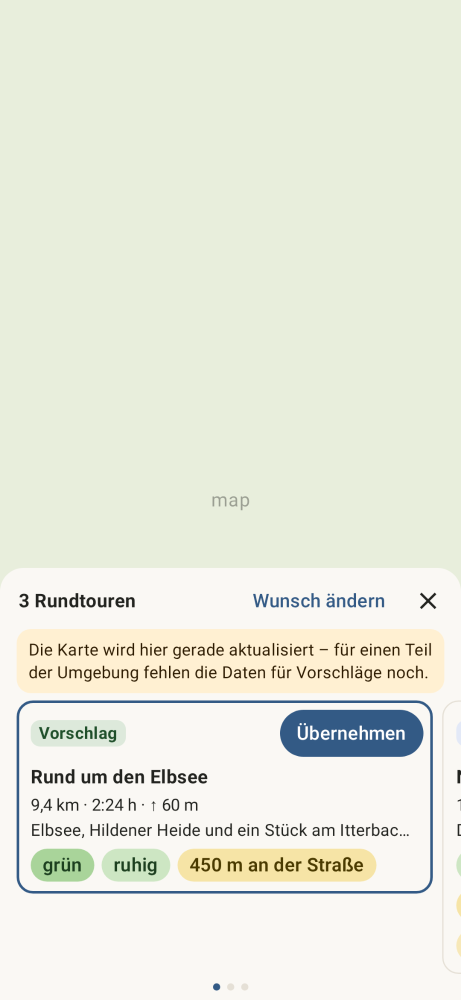 map
3 Rundtouren
Wunsch ändern
Die Karte wird hier gerade aktualisiert – für einen Teil
der Umgebung fehlen die Daten für Vorschläge noch.
Vorschlag
Übernehmen
Rund um den Elbsee
9,4 km · 2:24 h · ↑ 60 m
Elbsee, Hildener Heide und ein Stück am Itterbac…
grün
ruhig
450 m an der Straße